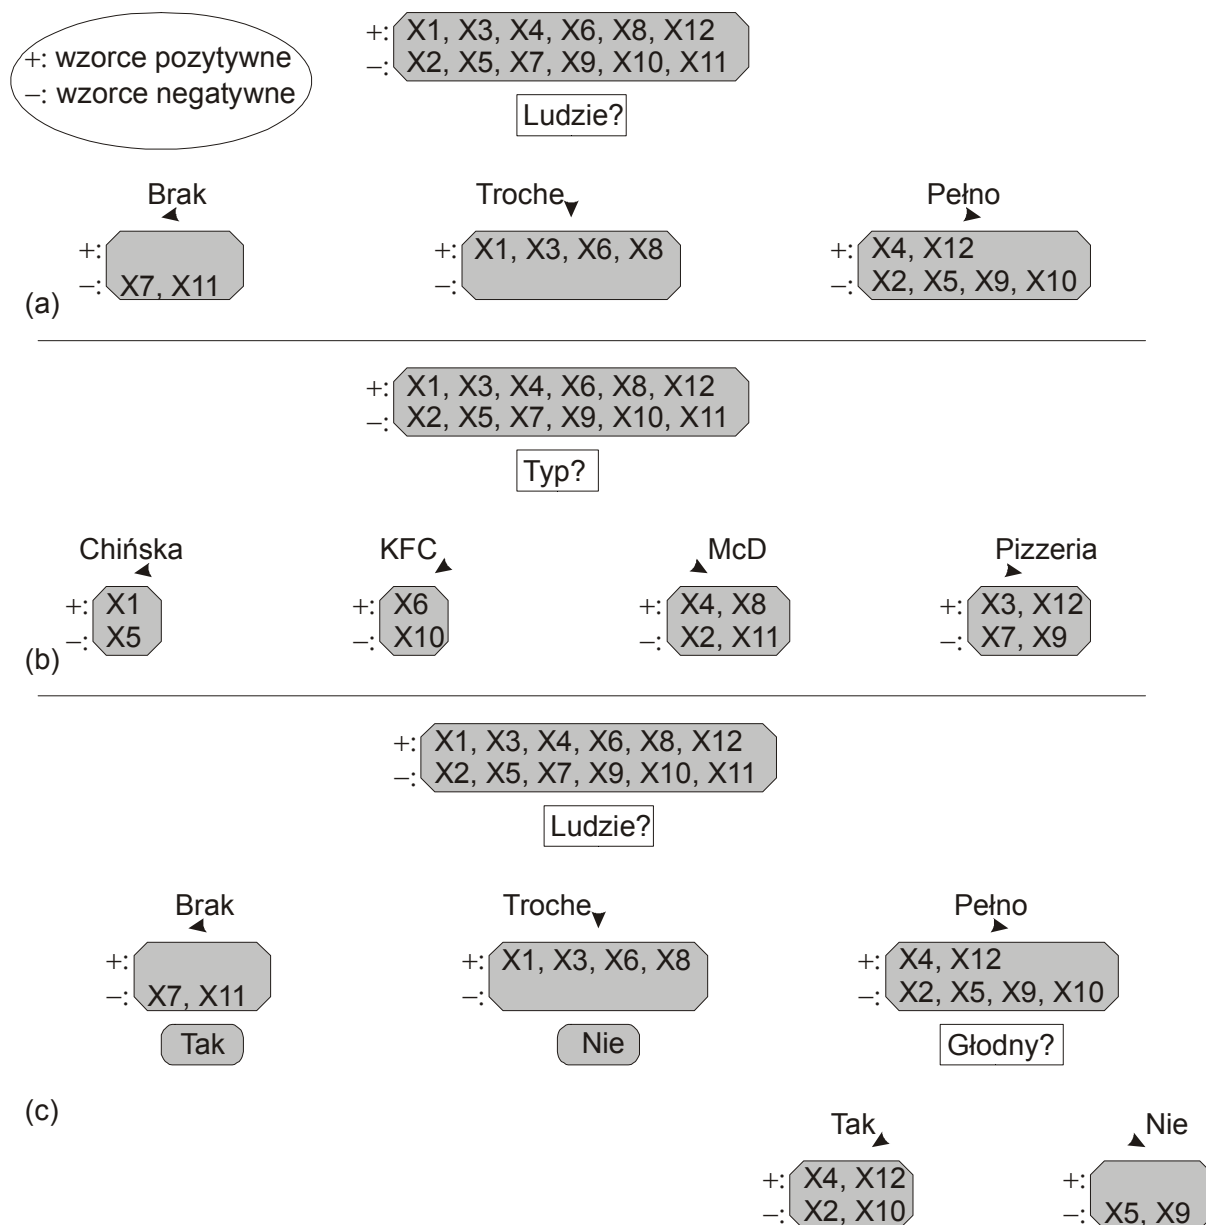 +: wzorce pozytywne
–: wzorce negatywne
+: X1, X3, X4, X6, X8, X12
–: X2, X5, X7, X9, X10, X11
Ludzie?
Brak
Troche
Pełno
+:
–: X7, X11
+: X1, X3, X6, X8
–:
+: X4, X12
–: X2, X5, X9, X10
(a)
+: X1, X3, X4, X6, X8, X12
–: X2, X5, X7, X9, X10, X11
Typ?
Chińska
KFC
McD
Pizzeria
+: X1
–: X5
+: X6
–: X10
+: X4, X8
–: X2, X11
+: X3, X12
–: X7, X9
(b)
+: X1, X3, X4, X6, X8, X12
–: X2, X5, X7, X9, X10, X11
Ludzie?
Brak
Troche
Pełno
+:
–: X7, X11
+: X1, X3, X6, X8
–:
+: X4, X12
–: X2, X5, X9, X10
Tak
Nie
Głodny?
(c)
Tak
Nie
+: X4, X12
–: X2, X10
+:
–: X5, X9